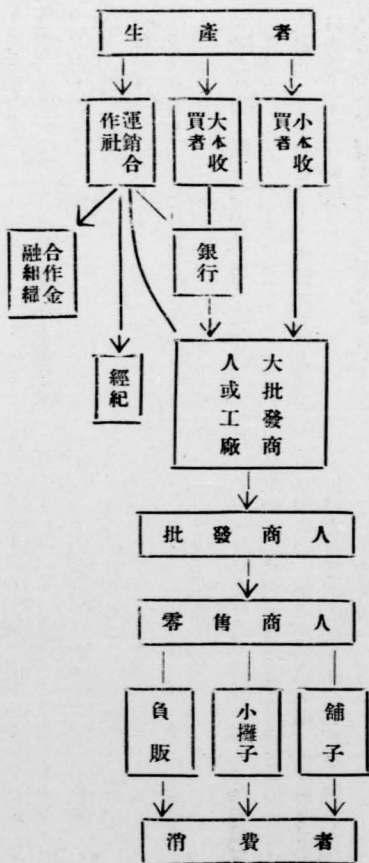 生產者
運銷合
作社
大本收
買者
小本收
買者
合作金
融組織
銀行
經紀
大批發商
人或工廠
批發商人
零售商人
負販
小攤子
舖子
消費者